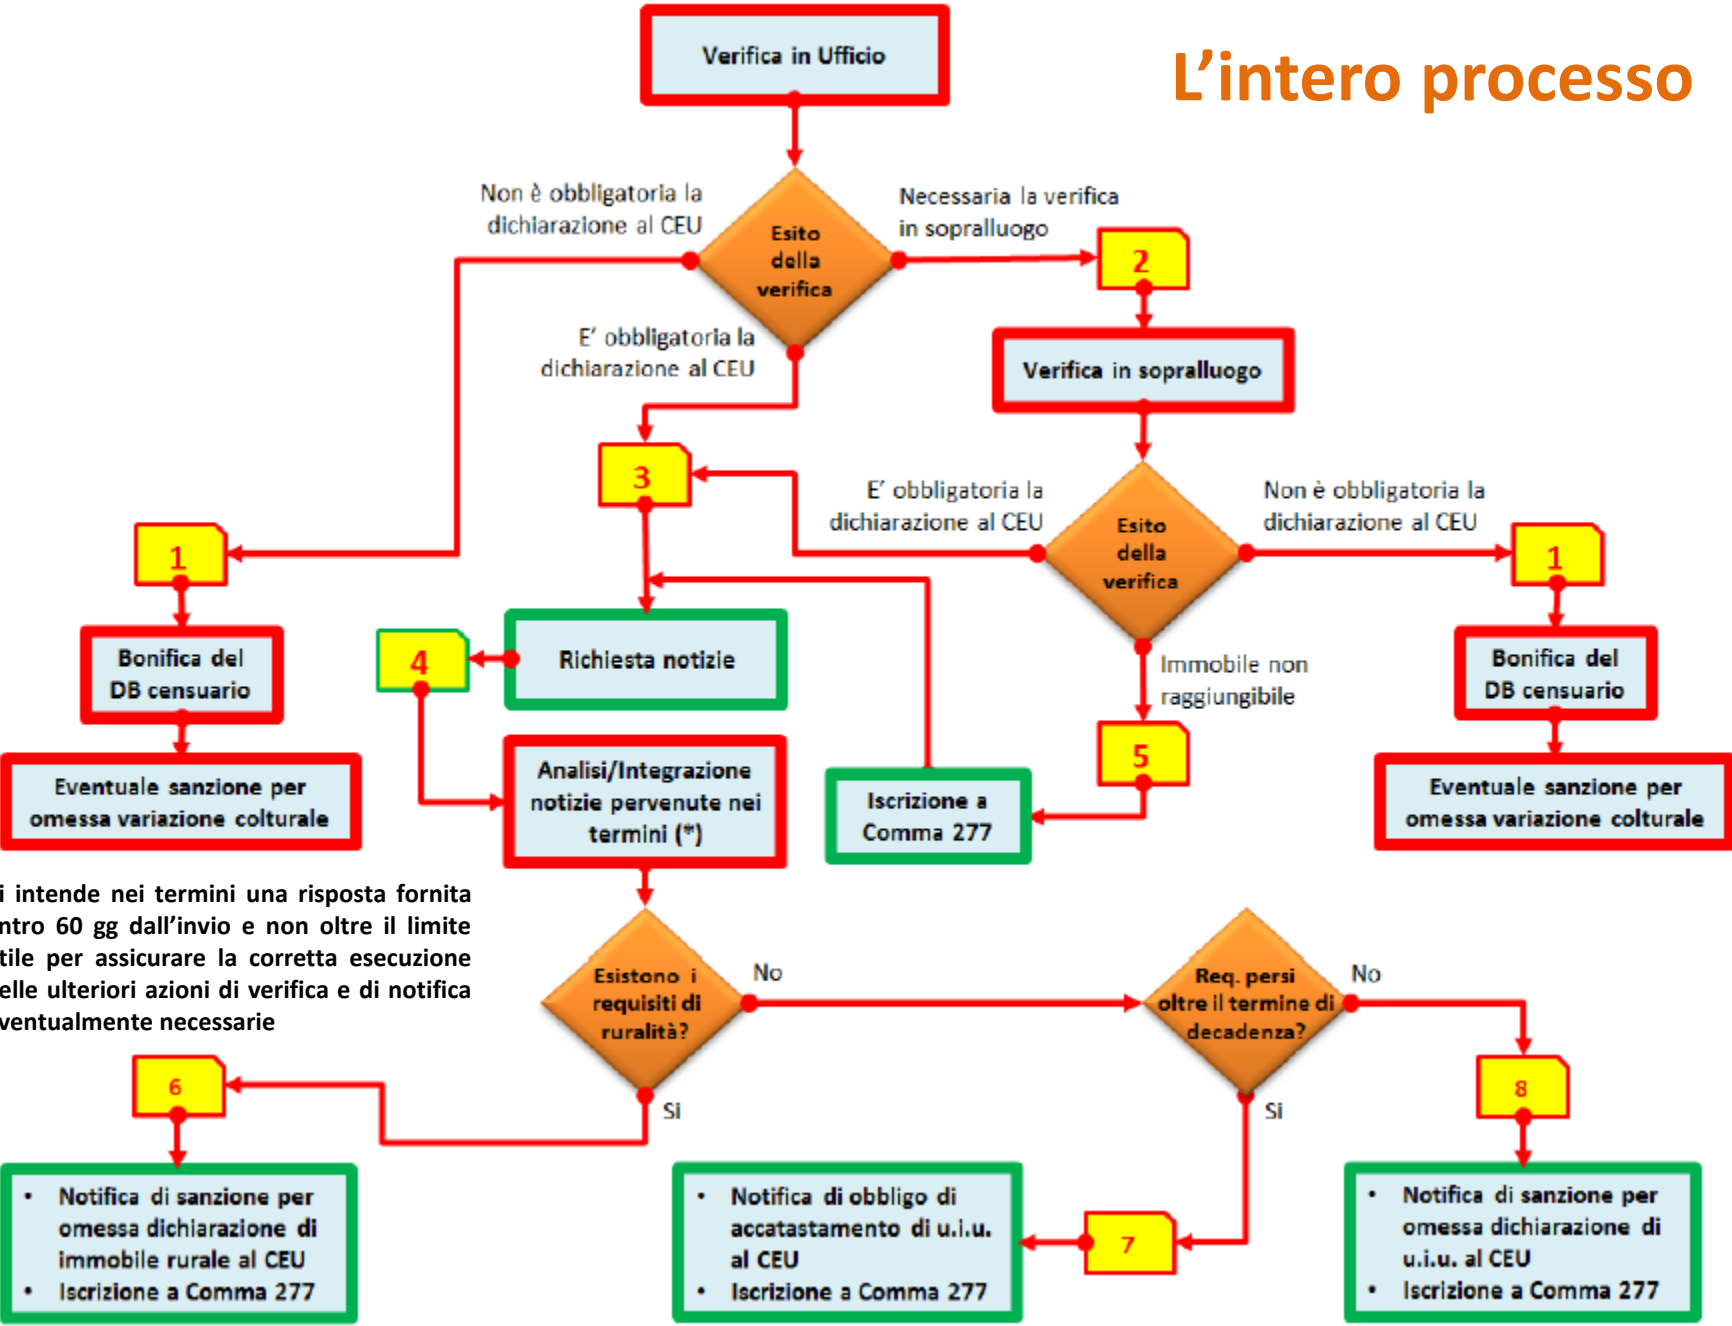 L'intero processo
Verifica in Ufficio
Non è obbligatoria la
dichiarazione al CEU
Necessaria la verifica
in sopralluogo
Esito
della
verifica
2
E' obbligatoria la
dichiarazione al CEU
Verifica in sopralluogo
3
E' obbligatoria la
dichiarazione al CEU
Esito
della
verifica
Non è obbligatoria la
dichiarazione al CEU
1
1
Bonifica del
DB censuario
4
Richiesta notizie
Immobile non
raggiungibile
Bonifica del
DB censuario
5
Eventuale sanzione per
omessa variazione colturale
Analisi/Integrazione
notizie pervenute nei
termini (*)
Iscrizione a
Comma 277
Eventuale sanzione per
omessa variazione colturale
i intende nei termini una risposta fornita
ntro 60 gg dall'invio e non oltre il limite
tile per assicurare la corretta esecuzione
elle ulteriori azioni di verifica e di notifica
ventualmente necessarie
Esistono i
requisiti di
ruralità?
No
Si
Req. persi
oltre il termine di
decadenza?
No
Si
6
8
7
• Notifica di sanzione per
omessa dichiarazione di
immobile rurale al CEU
• Iscrizione a Comma 277
• Notifica di obbligo di
accatastamento di u.i.u.
al CEU
• Iscrizione a Comma 277
• Notifica di sanzione per
omessa dichiarazione di
u.i.u. al CEU
• Iscrizione a Comma 277